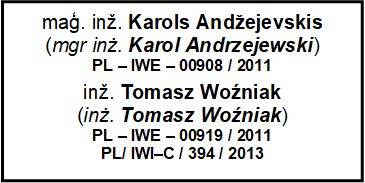 maģ. inž. Karols Andžejevskis
(mgr inż. Karol Andrzejewski)
PL – IWE – 00908 / 2011
inž. Tomasz Woźniak
(inż. Tomasz Woźniak)
PL – IWE – 00919 / 2011
PL/ IWI–C / 394 / 2013